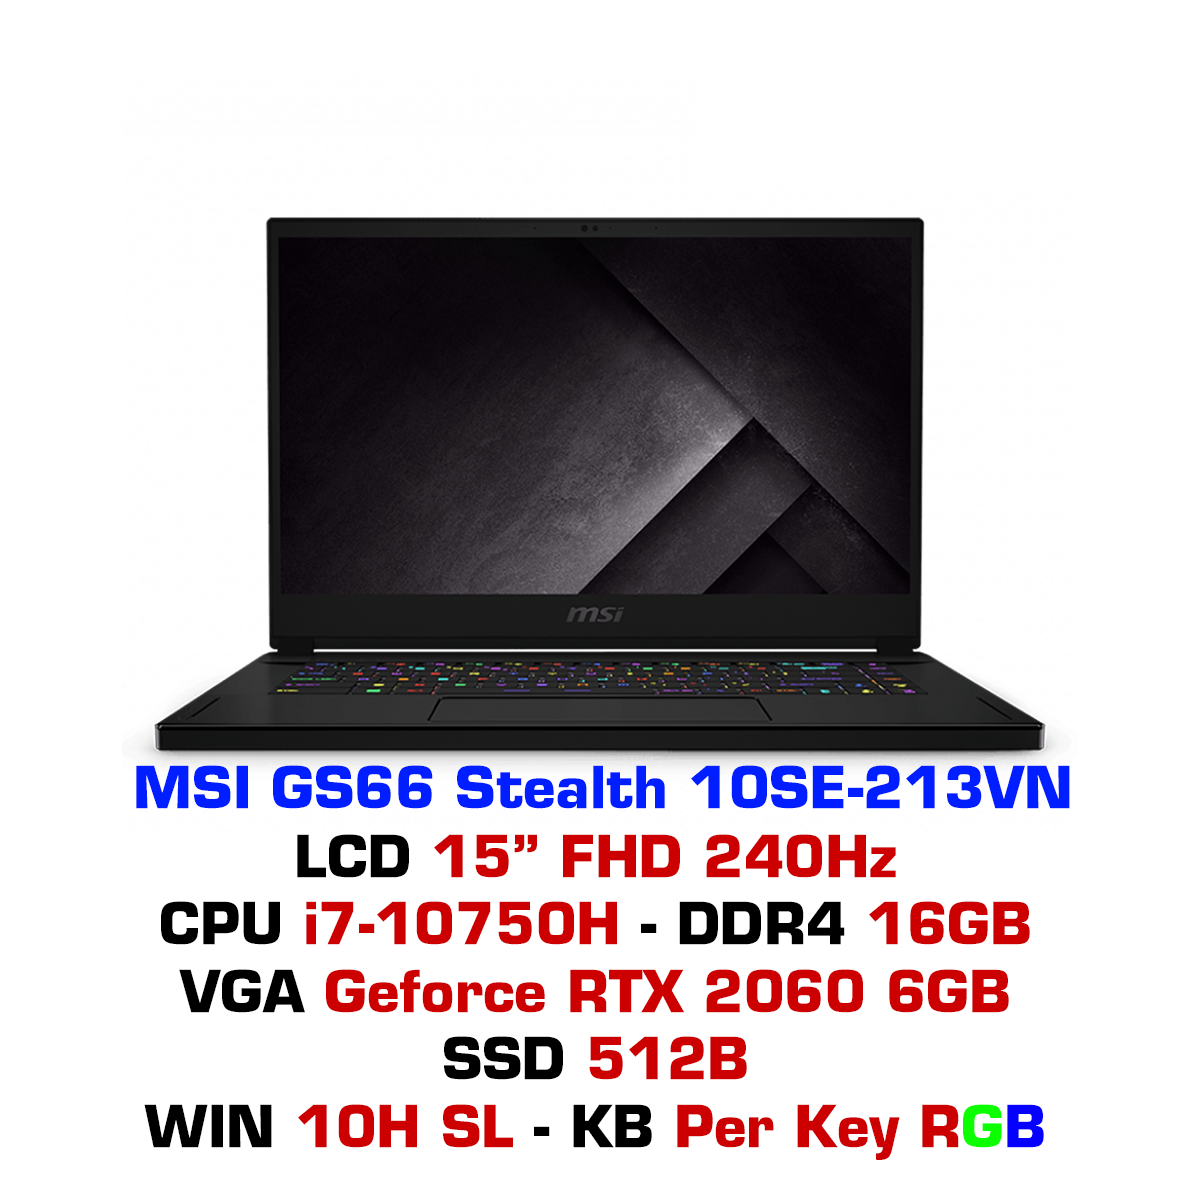 msi
MSI GS66 Stealth 10SE-213VN
LCD 15” FHD 240Hz
CPU i7-10750H - DDR4 16GB
VGA Geforce RTX 2060 6GB
SSD 512B
WIN 10H SL - KB Per Key RGB